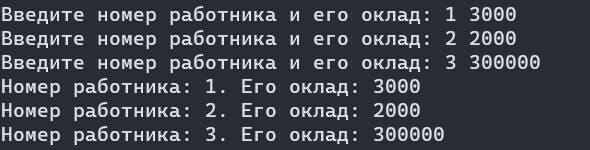 Введите номер работника и его оклад: 1 3000
Введите номер работника и его оклад: 2 2000
Введите номер работника и его оклад: 3 300000
Номер работника: 1. Его оклад: 3000
Номер работника: 2. Его оклад: 2000
Номер работника: 3. Его оклад: 300000